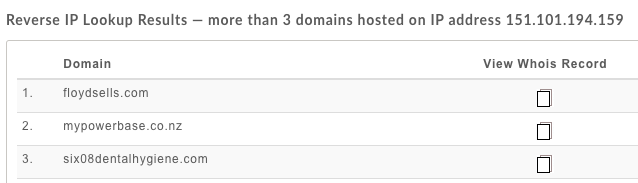 Reverse IP Lookup Results — more than 3 domains hosted on IP address 151.101.194.159
Domain View Whois Record
1. floydsells.com
2. mypowerbase.co.nz
3. six08dentalhygiene.com